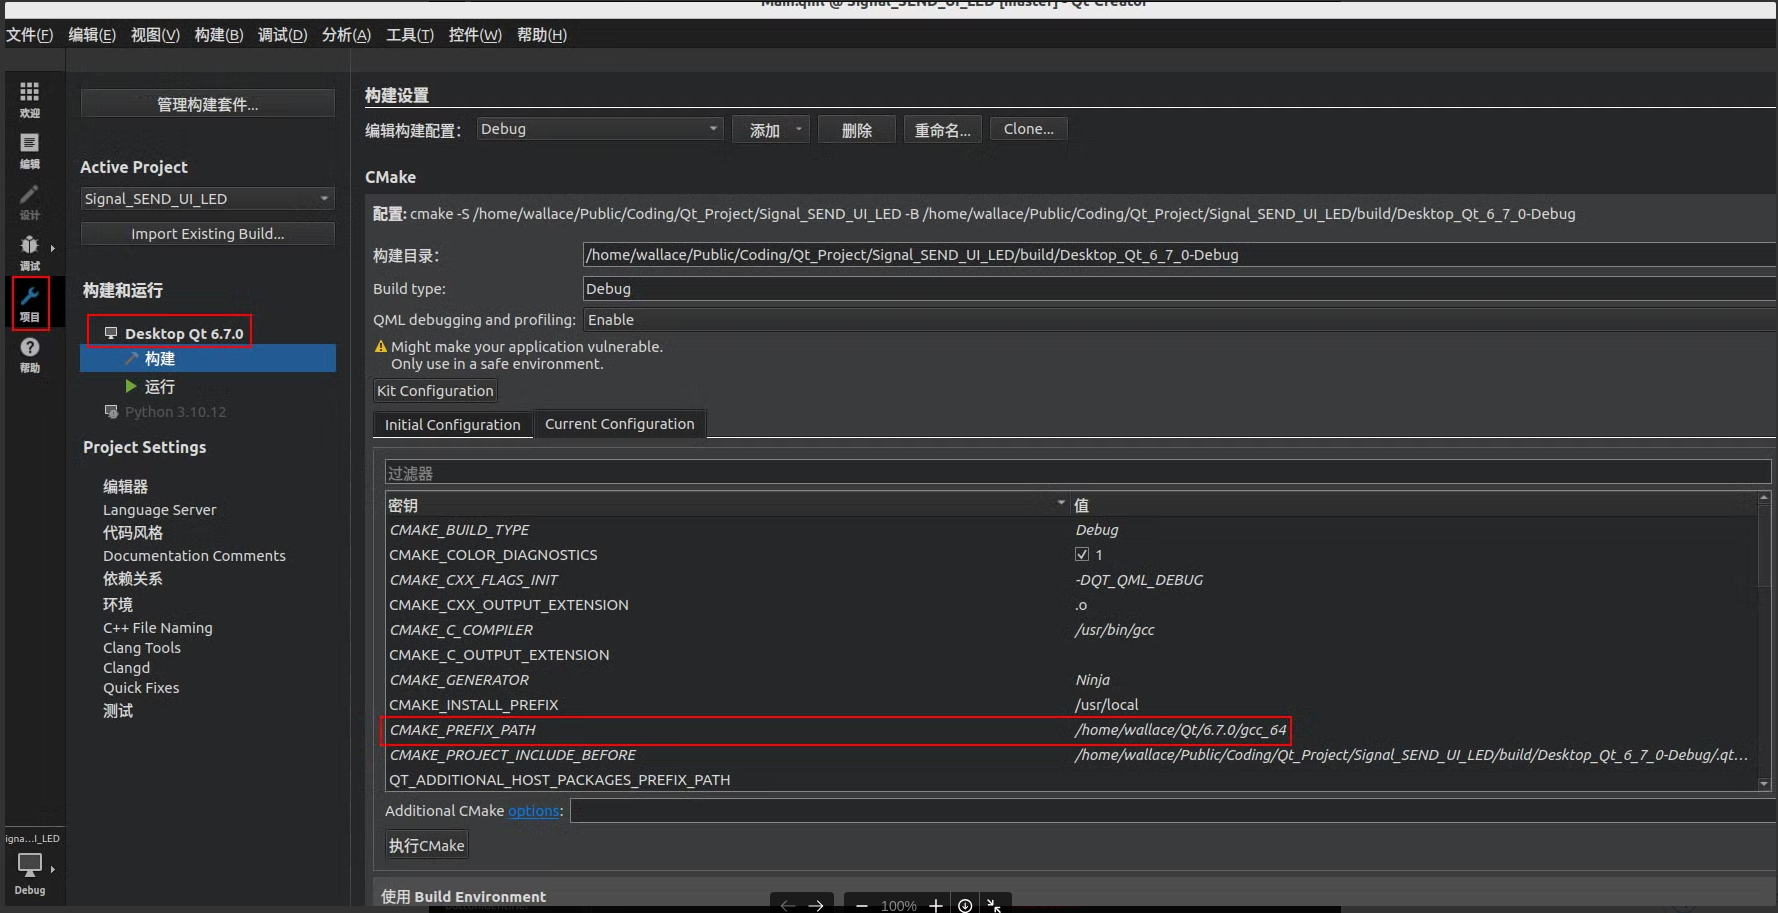 Main.qml @ Signal_SEND_UI_LED [master] - Qt Creator
文件(F) 编辑(E) 视图(V) 构建(B) 调试(D) 分析(A) 工具(T) 控件(W) 帮助(H)
欢迎
编辑
设计
调试
项目
帮助
管理构建套件...
Active Project
Signal_SEND_UI_LED
Import Existing Build...
构建和运行
Desktop Qt 6.7.0
构建
运行
Python 3.10.12
Project Settings
编辑器
Language Server
代码风格
Documentation Comments
依赖关系
环境
C++ File Naming
Clang Tools
Clangd
Quick Fixes
测试
igna...l_LED
Debug
构建设置
编辑构建配置: Debug 添加 删除 重命名... Clone...
CMake
配置: cmake -S /home/wallace/Public/Coding/Qt_Project/Signal_SEND_UI_LED -B /home/wallace/Public/Coding/Qt_Project/Signal_SEND_UI_LED/build/Desktop_Qt_6_7_0-Debug
构建目录: /home/wallace/Public/Coding/Qt_Project/Signal_SEND_UI_LED/build/Desktop_Qt_6_7_0-Debug
Build type: Debug
QML debugging and profiling: Enable
Might make your application vulnerable.
Only use in a safe environment.
Kit Configuration
Initial Configuration Current Configuration
过滤器
密钥 值
CMAKE_BUILD_TYPE Debug
CMAKE_COLOR_DIAGNOSTICS 1
CMAKE_CXX_FLAGS_INIT -DQT_QML_DEBUG
CMAKE_CXX_OUTPUT_EXTENSION .o
CMAKE_C_COMPILER /usr/bin/gcc
CMAKE_C_OUTPUT_EXTENSION
CMAKE_GENERATOR Ninja
CMAKE_INSTALL_PREFIX /usr/local
CMAKE_PREFIX_PATH /home/wallace/Qt/6.7.0/gcc_64
CMAKE_PROJECT_INCLUDE_BEFORE /home/wallace/Public/Coding/Qt_Project/Signal_SEND_UI_LED/build/Desktop_Qt_6_7_0-Debug/.qt...
QT_ADDITIONAL_HOST_PACKAGES_PREFIX_PATH
Additional CMake options:
执行CMake
使用 Build Environment
100%